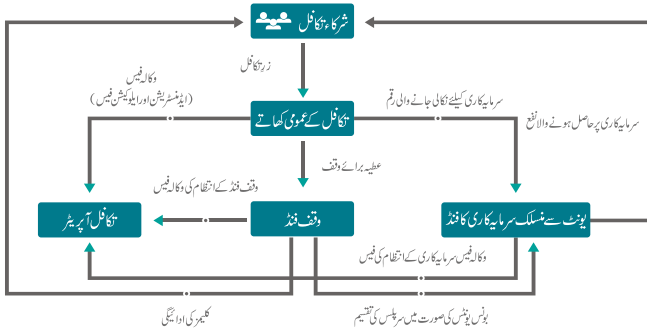 شرکاء تکافل
زرِ تکافل
وکالہ فیس
(ایڈمنسٹریشن اور ایلوکیشن فیس)
تکافل کے عمومی کھاتے
سرمایہ کاری کیلئے نکالی جانے والی رقم
سرمایہ کاری پر حاصل ہونے والا نفع
عطیہ برائے وقف
وقف فنڈ کے انتظام کی وکالہ فیس
یونٹ سے منسلک سرمایہ کاری کا فنڈ
وقف فنڈ
تکافل آپریٹر
وکالہ فیس سرمایہ کاری کے انتظام کی فیس
بونس یونٹس کی صورت میں سرپلس کی تقسیم
کلیمز کی ادائیگی